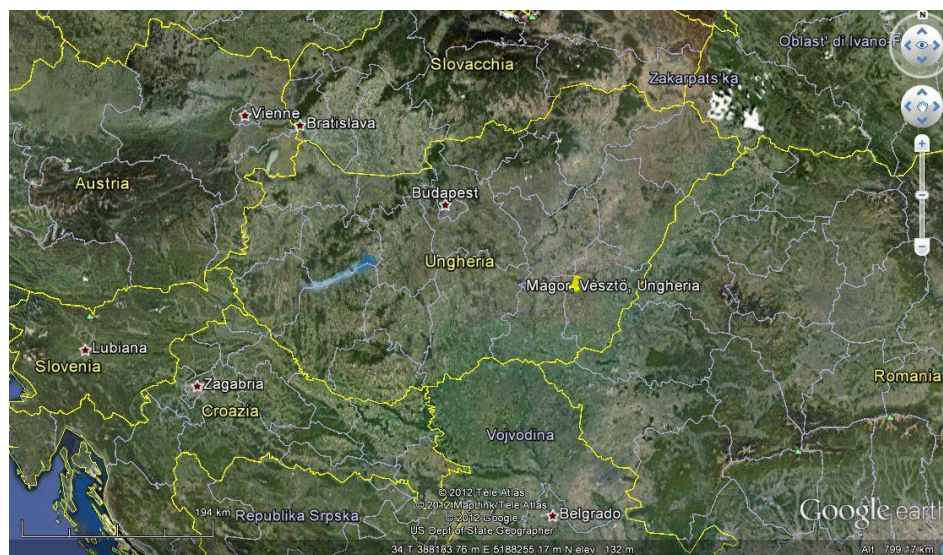 Oblast' di Ivano-F
Slovacchia
Zakarpats'ka
Vienne
Bratislava
Austria
Budapest
Ungheria
Mágor, Vésztő, Ungheria
Lubiana
Slovenia
Zagabria
Croazia
Romania
Vojvodina
© 2012 Tele Atlas
© 2012 MapLink/Tele Atlas
© 2012 Google
US Dept of State Geographer
194 km
Republika Srpska
Belgrado
Google earth
34 T 388183.76 m E 5188255.17 m N elev 132 m
Alt 799.17 km